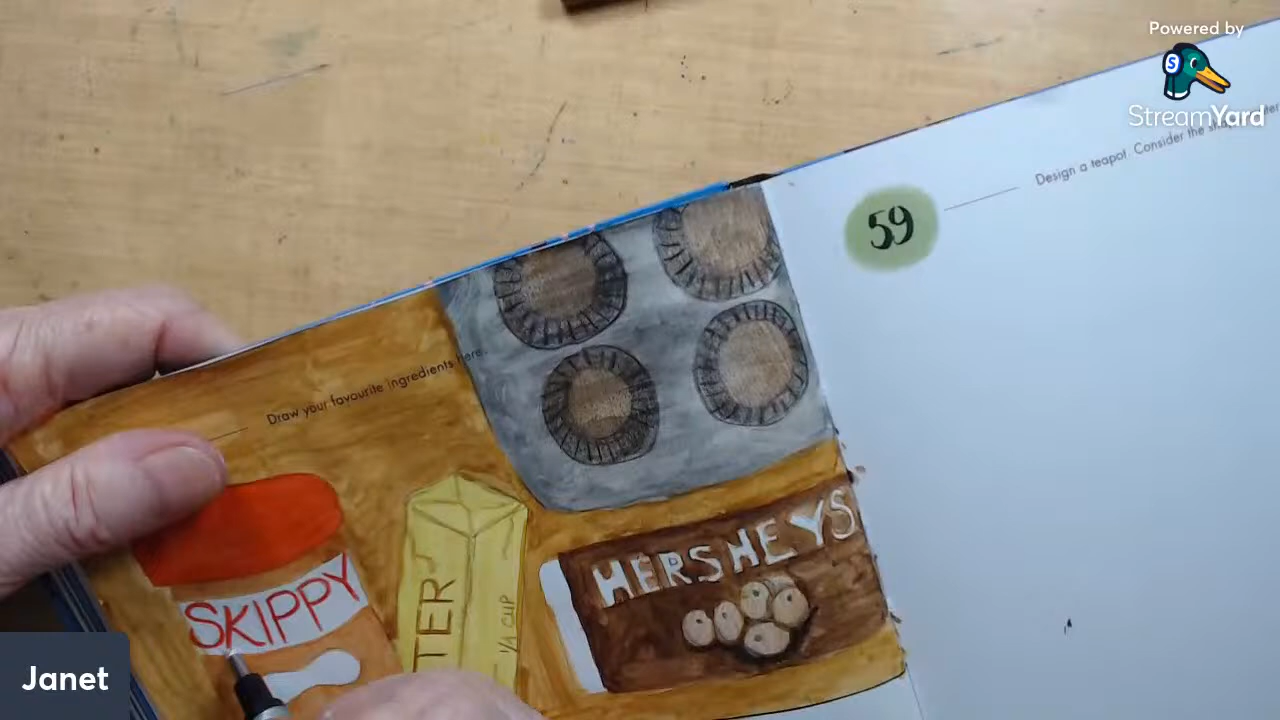 Powered by
StreamYard
Design a teapot. Consider the
59
Draw your favourite ingredients here.
HERSHEYS
SKIPPY
TER
1/4 CUP
Janet